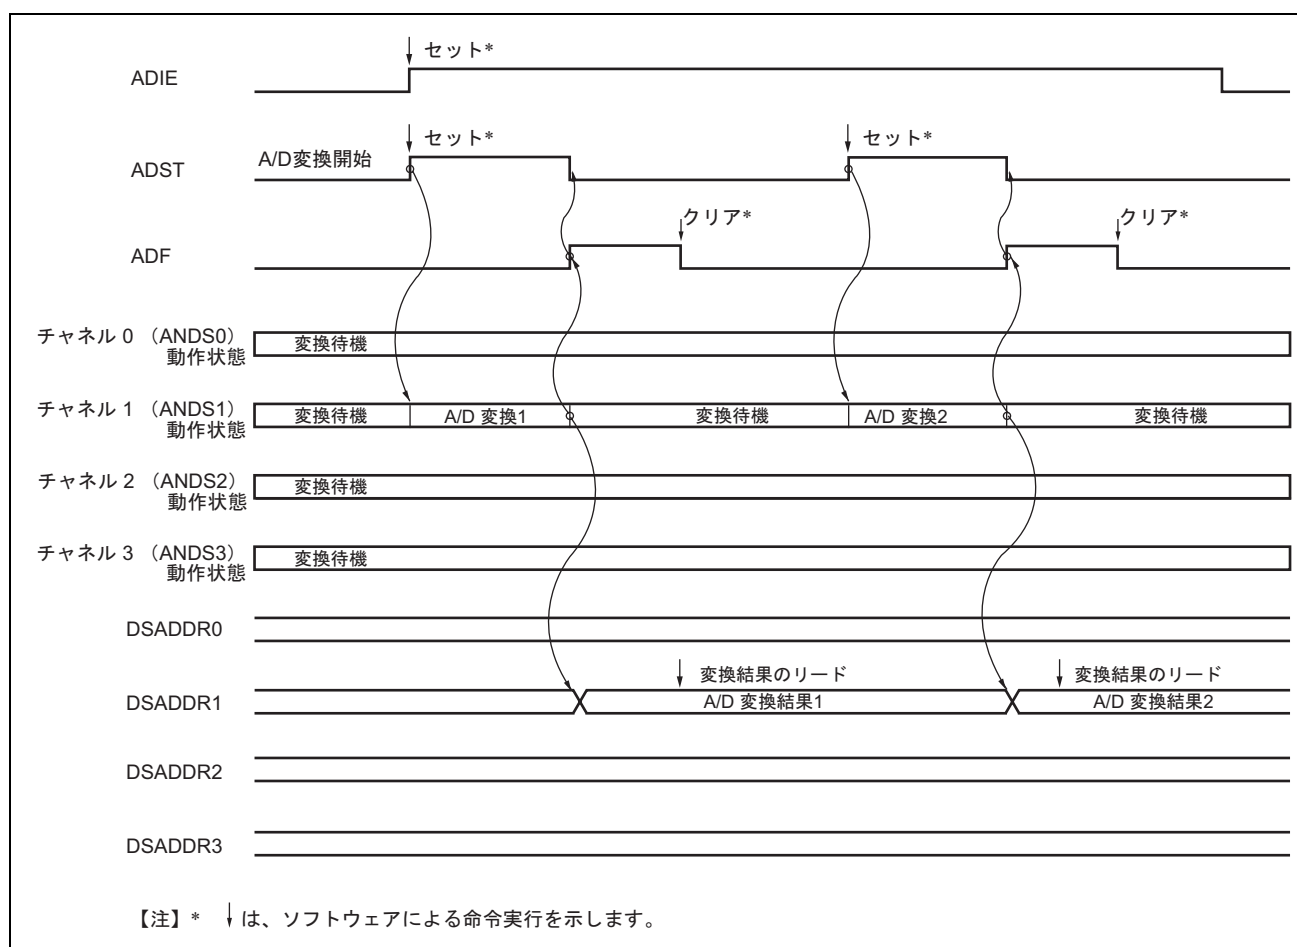 セット*
ADIE
セット* セット*
A/D変換開始
ADST
クリア* クリア*
ADF
チャネル 0 （ANDS0）
動作状態
変換待機
チャネル 1 （ANDS1）
動作状態
変換待機 A/D 変換1 変換待機 A/D 変換2 変換待機
チャネル 2 （ANDS2）
動作状態
変換待機
チャネル 3 （ANDS3）
動作状態
変換待機
DSADDR0
変換結果のリード 変換結果のリード
DSADDR1 A/D 変換結果1 A/D 変換結果2
DSADDR2
DSADDR3
【注】* ↓は、ソフトウェアによる命令実行を示します。